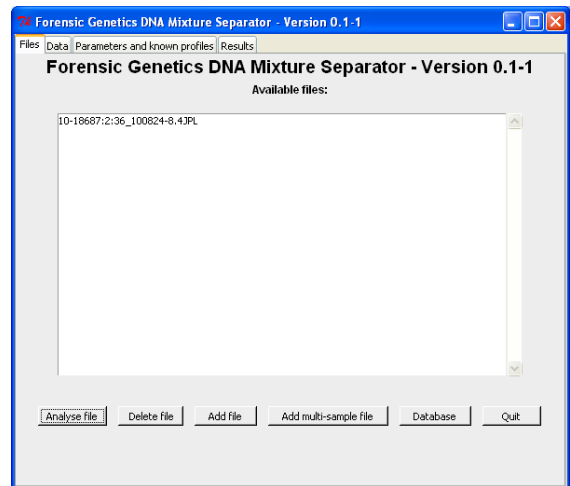 Forensic Genetics DNA Mixture Separator - Version 0.1-1
Files Data Parameters and known profiles Results
Forensic Genetics DNA Mixture Separator - Version 0.1-1
Available files:
10-18687:2:36_100824-8.4JPL
Analyse file Delete file Add file Add multi-sample file Database Quit